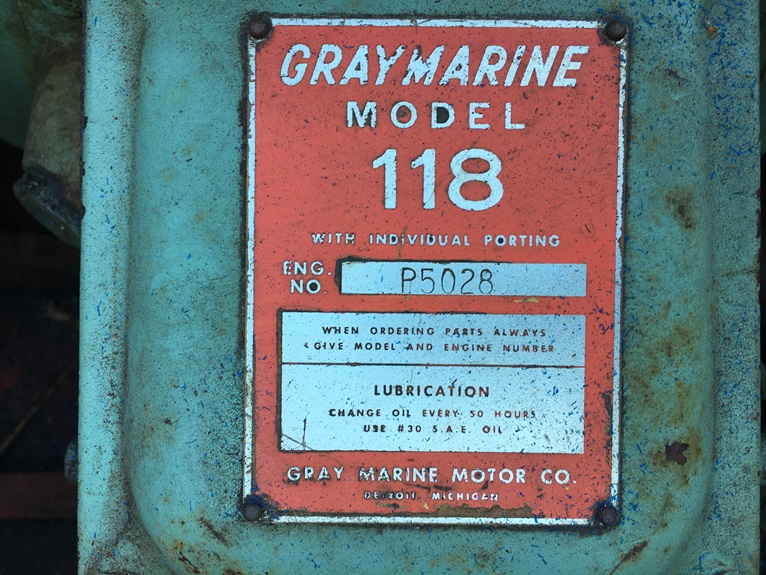 GRAYMARINE
MODEL
118
WITH INDIVIDUAL PORTING
ENG. NO. P5028
WHEN ORDERING PARTS ALWAYS
GIVE MODEL AND ENGINE NUMBER
LUBRICATION
CHANGE OIL EVERY 50 HOURS
USE #30 S.A.E. OIL
GRAY MARINE MOTOR CO.
DETROIT, MICHIGAN